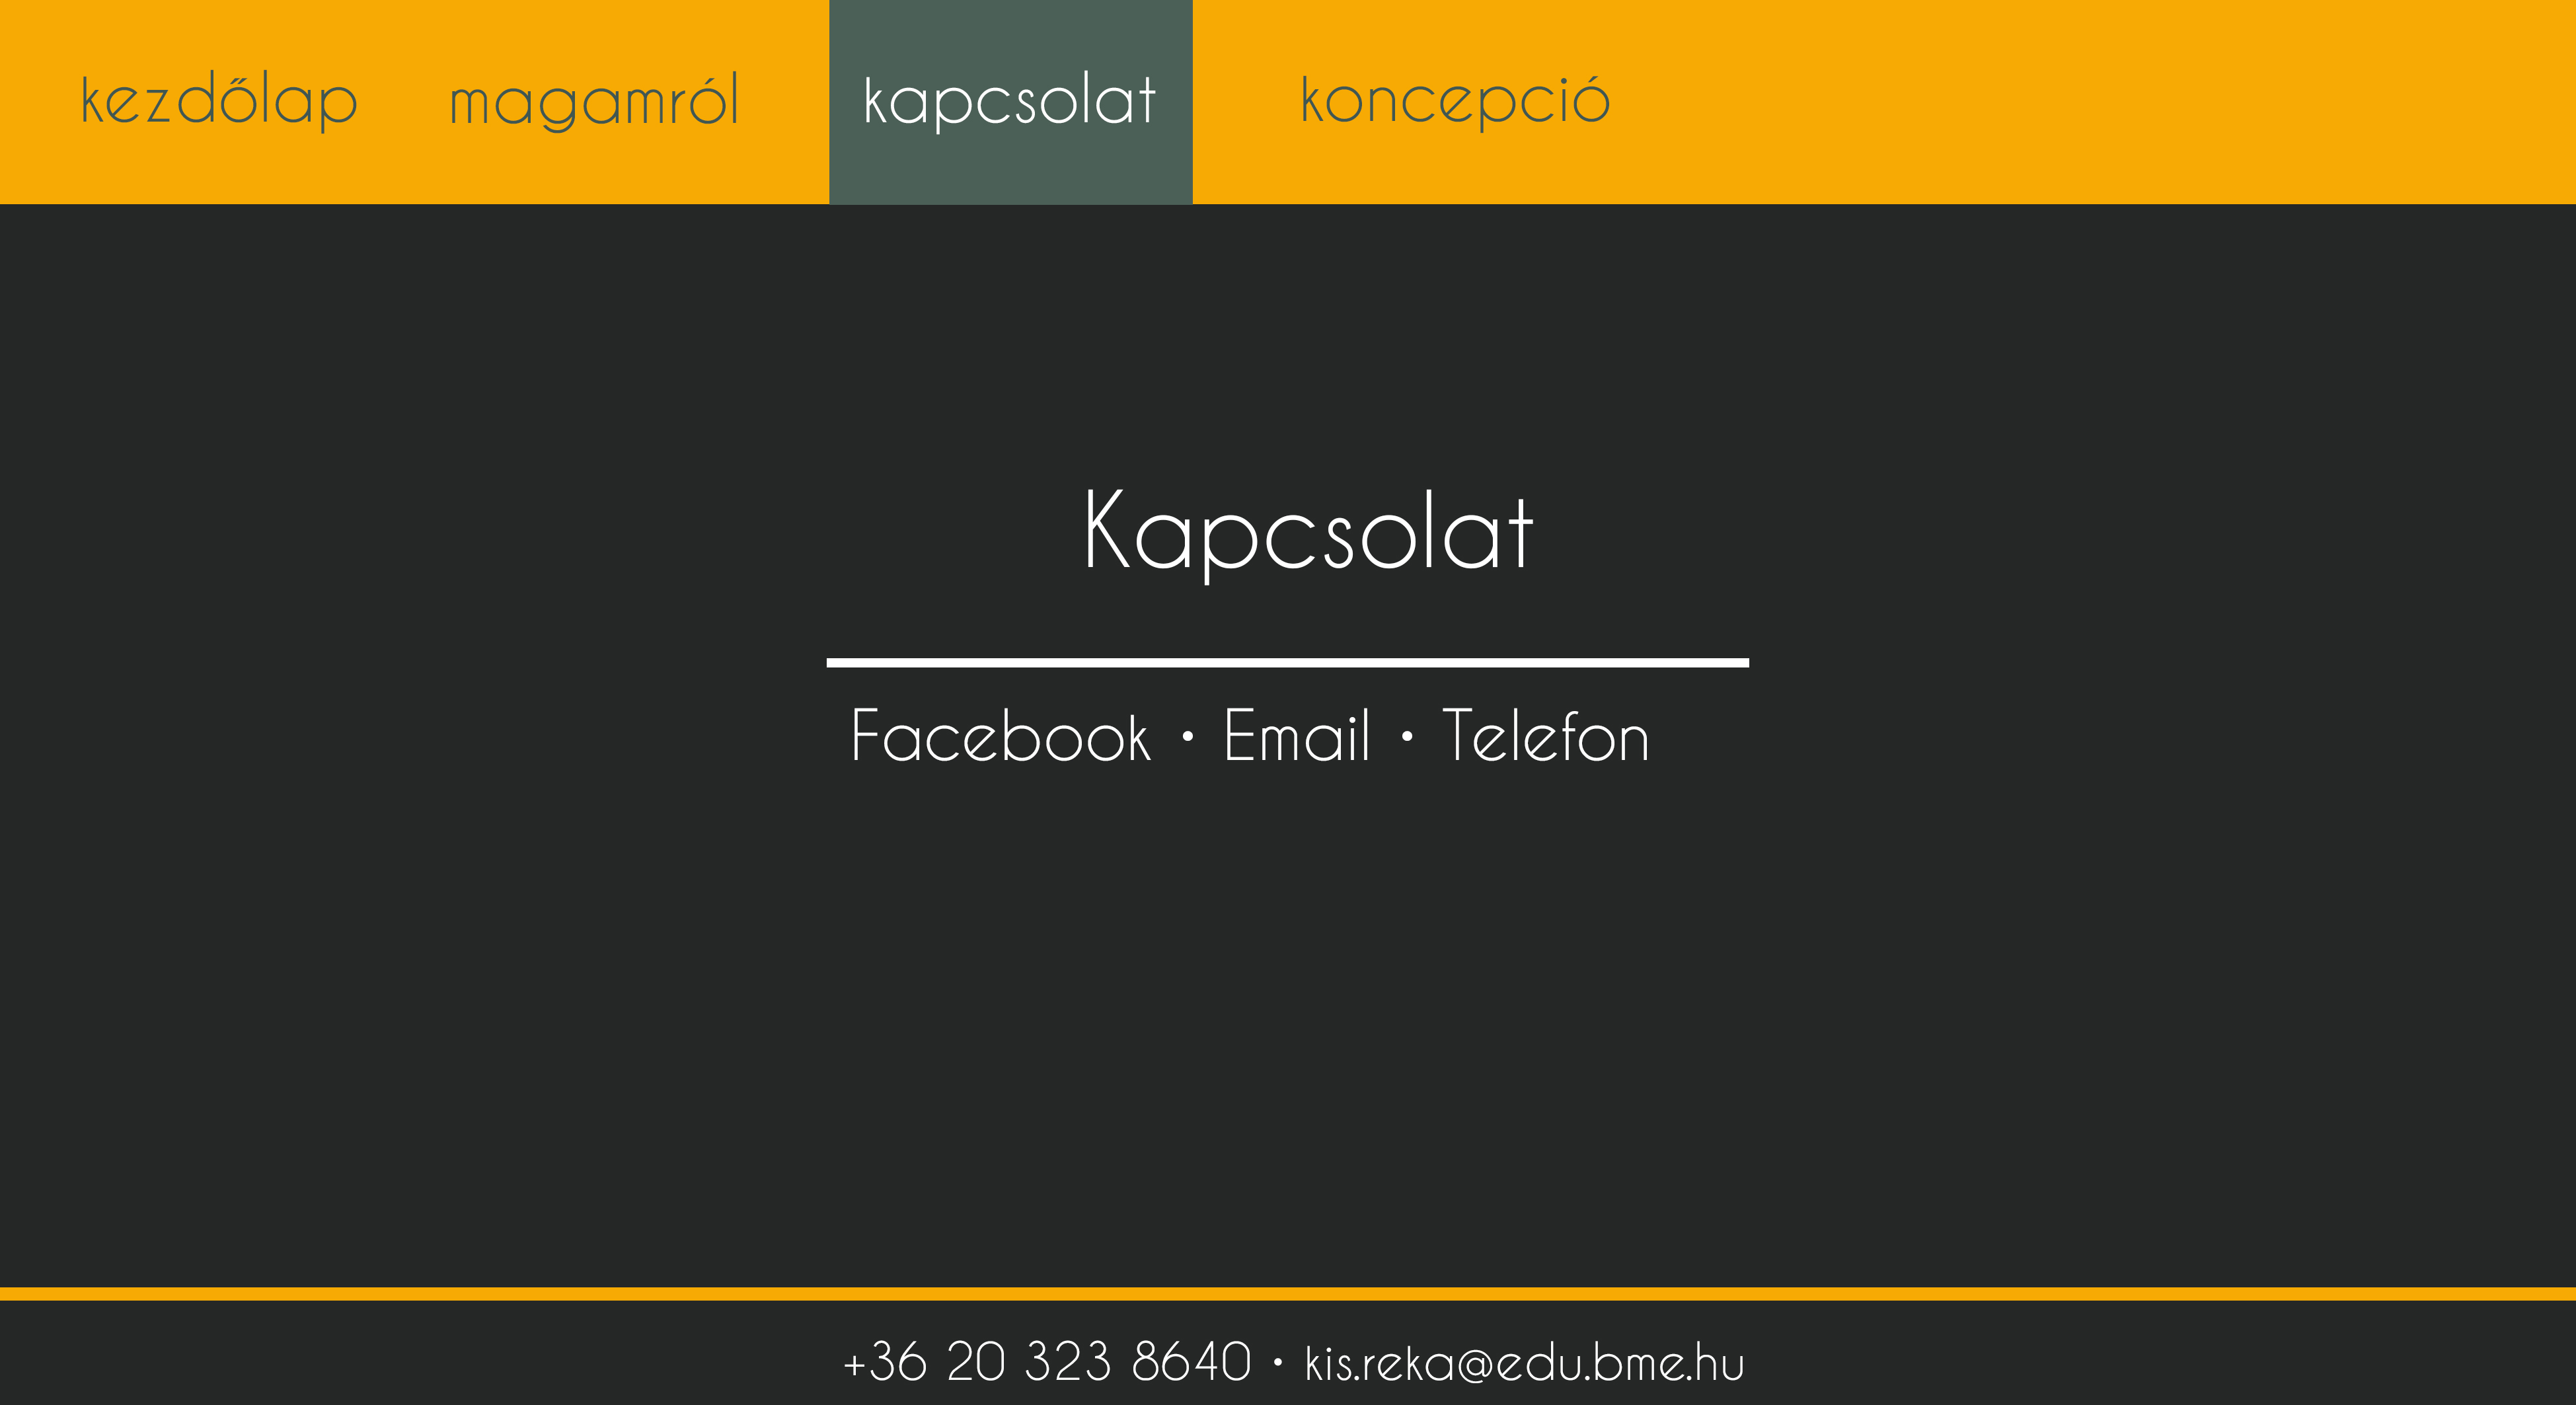 kezdőlap magamról kapcsolat koncepció
Kapcsolat
Facebook • Email • Telefon
+36 20 323 8640 • kis.reka@edu.bme.hu